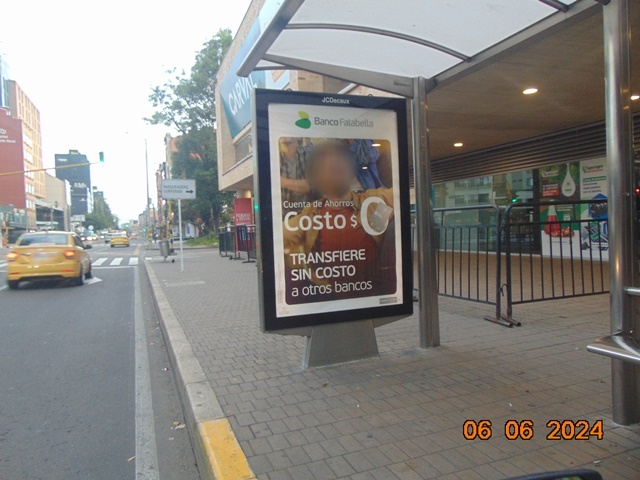 JCDecaux
Banco Falabella
Cuenta de Ahorros
Costo $0
TRANSFIERE
SIN COSTO
a otros bancos
06 06 2024